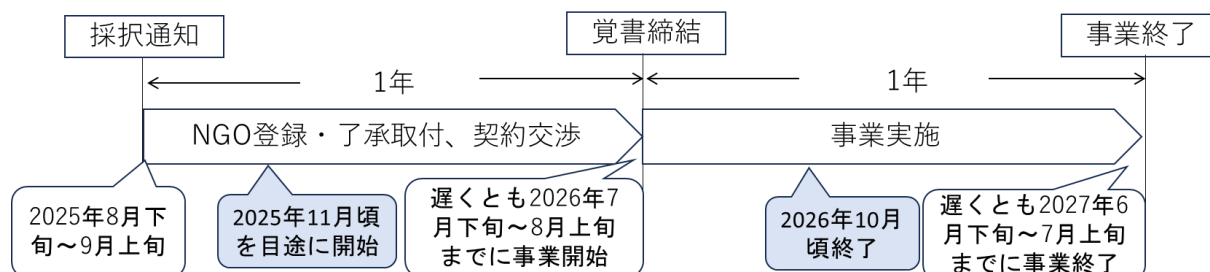 採択通知
覚書締結
事業終了
1年
1年
NGO登録・了承取付、契約交渉
事業実施
2025年8月下
旬～9月上旬
2025年11月頃
を目途に開始
遅くとも2026年7
月下旬～8月上旬
までに事業開始
2026年10月
頃終了
遅くとも2027年6
月下旬～7月上旬
までに事業終了